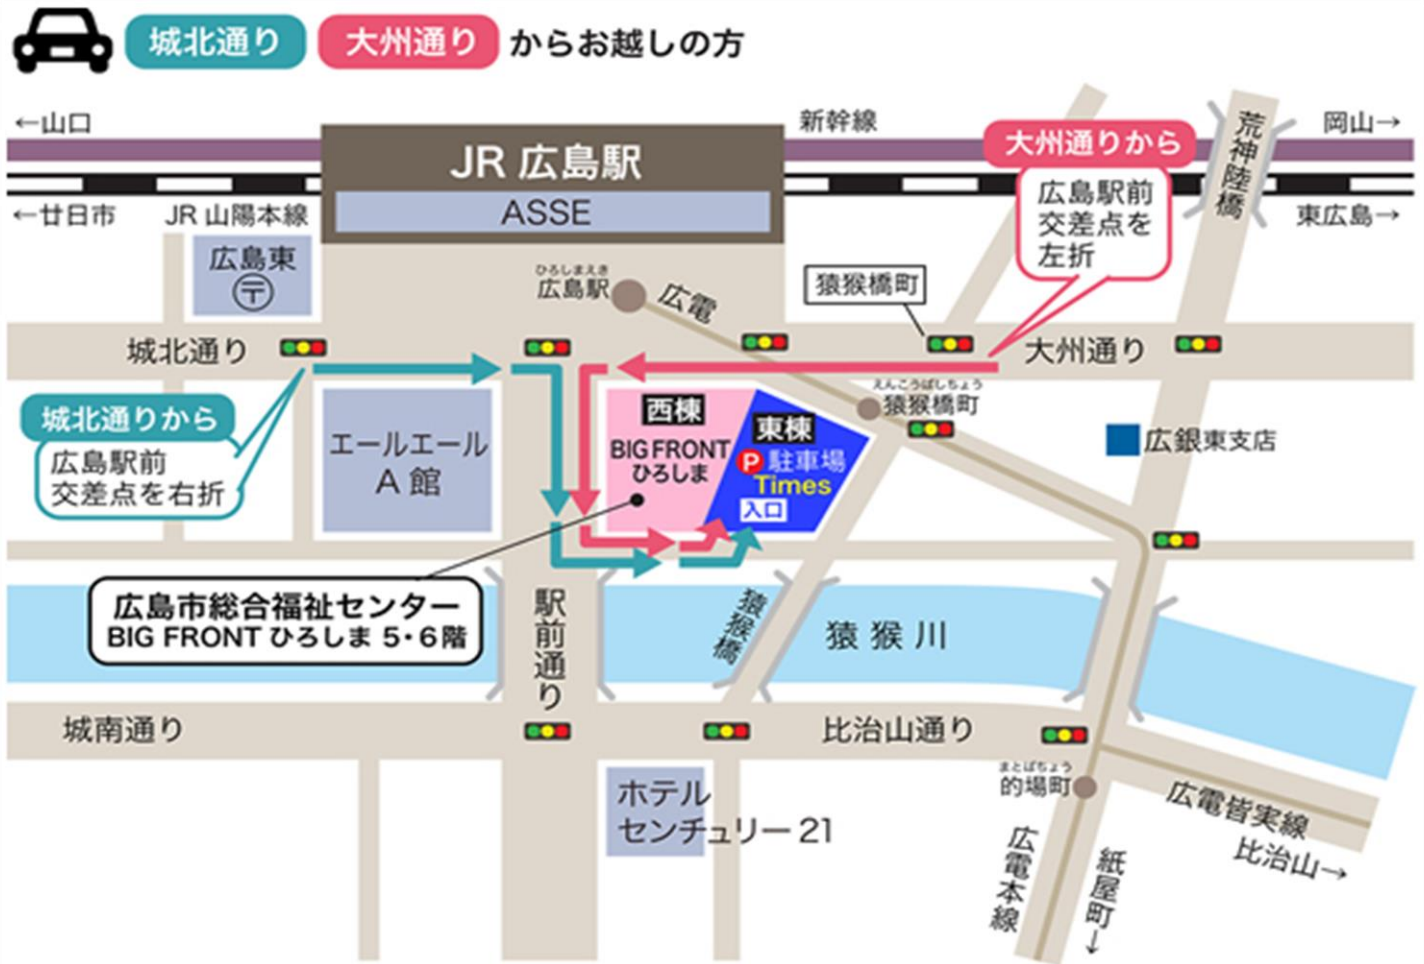 城北通り 大州通り からお越しの方
←山口
新幹線
岡山→
荒神陸橋
JR 広島駅
ASSE
大州通りから
広島駅前
交差点を
左折
←廿日市
JR 山陽本線
東広島→
広島東
〒
ひろしまえき
広島駅
広電
猿猴橋町
城北通り
大州通り
えんこうばしちょう
猿猴橋町
城北通りから
広島駅前
交差点を右折
エールエール
A 館
西棟
BIG FRONT
ひろしま
東棟
P 駐車場
Times
入口
広銀東支店
広島市総合福祉センター
BIG FRONT ひろしま 5・6階
駅前通り
猿猴橋
猿猴川
城南通り
比治山通り
まとばちょう
的場町
ホテル
センチュリー21
広電皆実線
比治山→
広電本線
紙屋町→